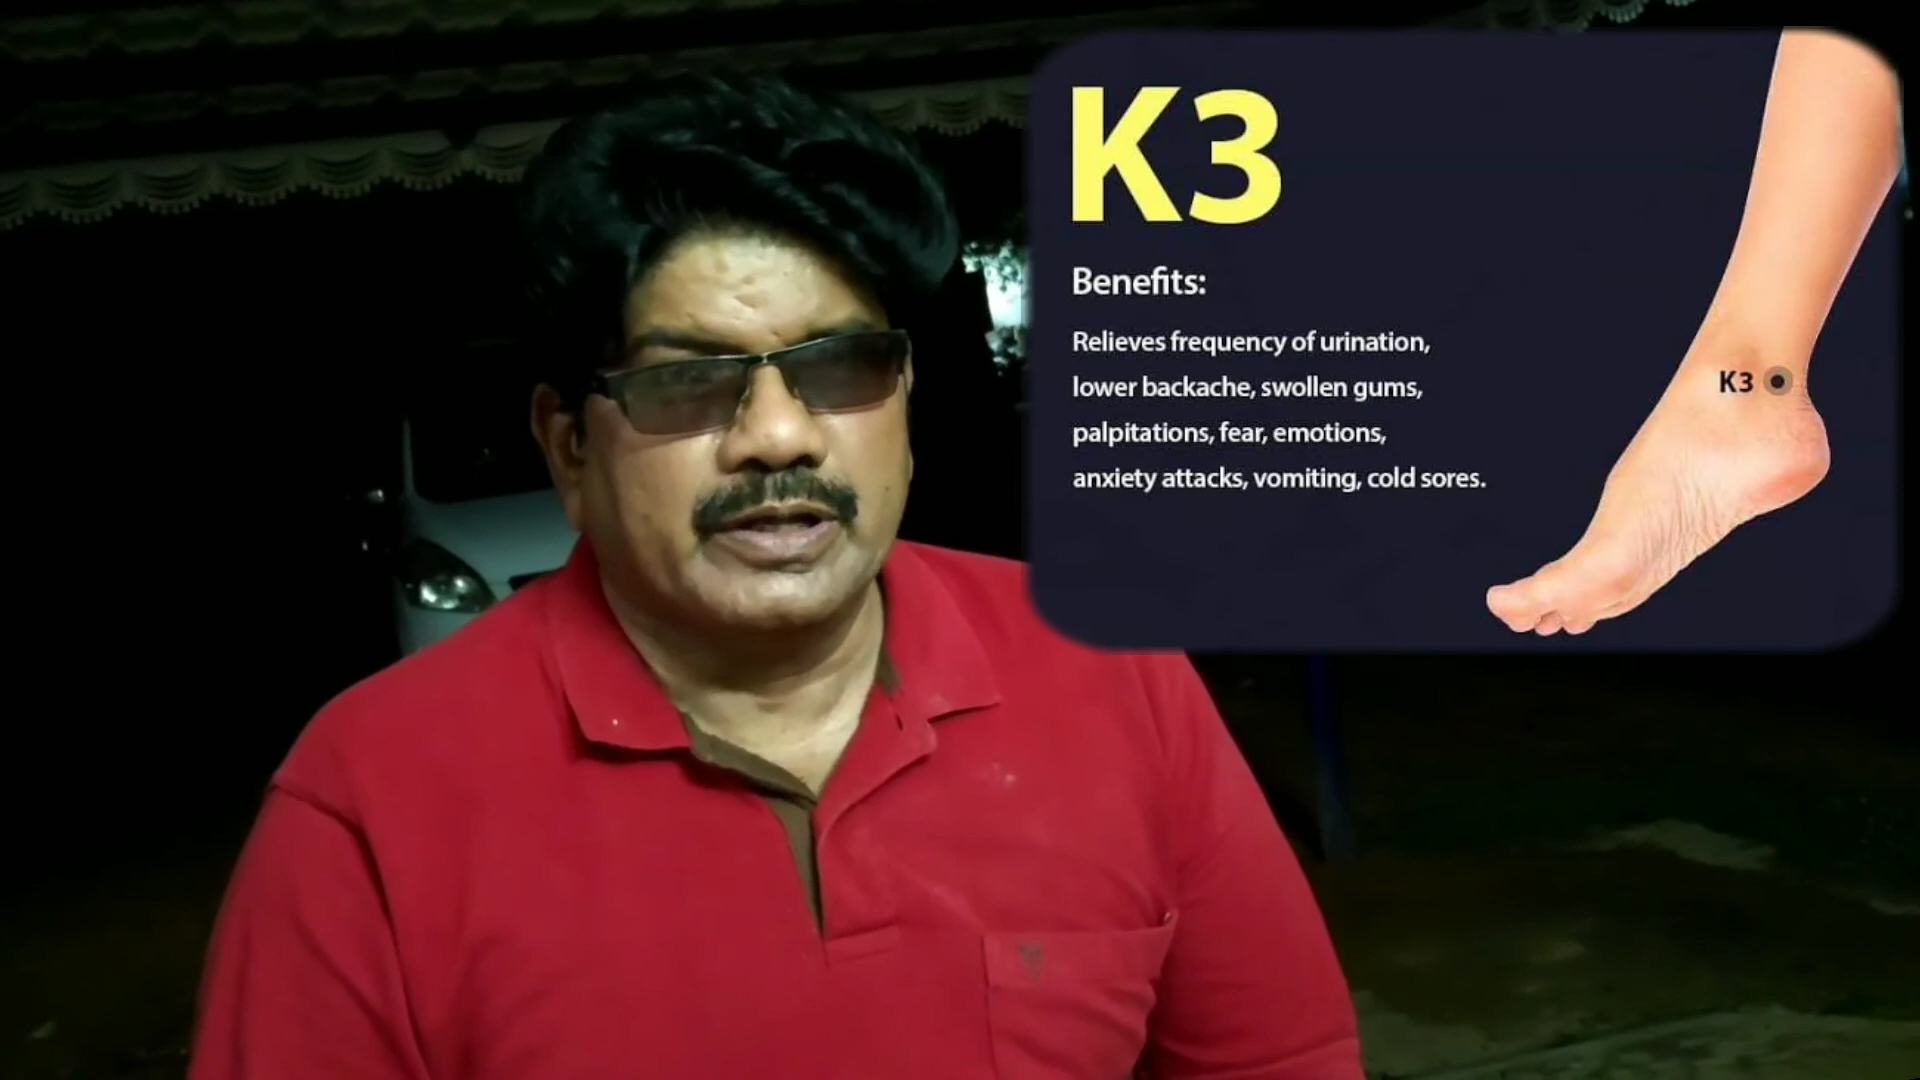 K3
Benefits:
Relieves frequency of urination,
lower backache, swollen gums,
palpitations, fear, emotions,
anxiety attacks, vomiting, cold sores.
K3